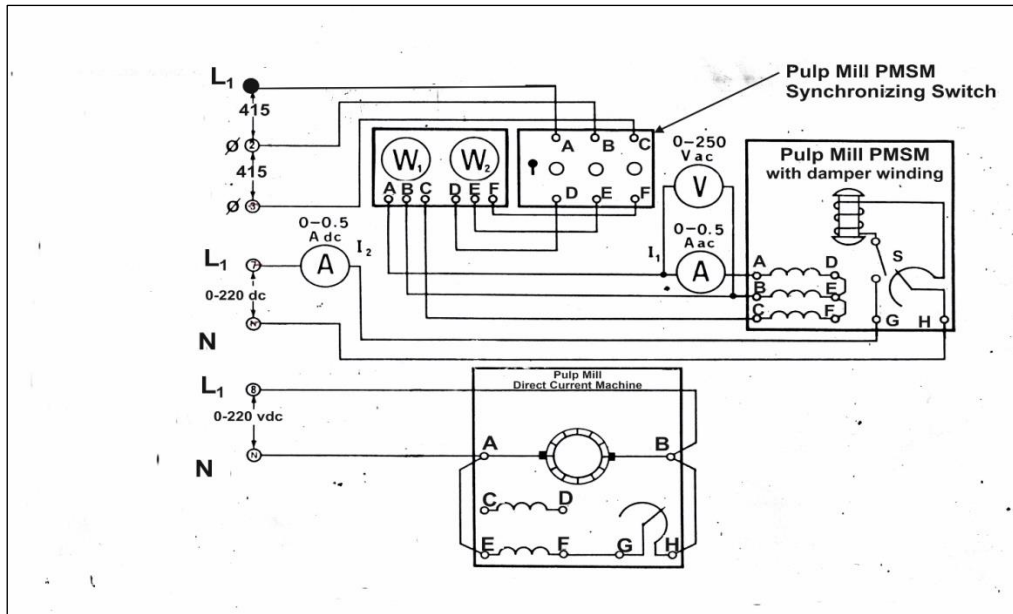 L1
415
2
415
3
Pulp Mill PMSM
Synchronizing Switch
W1 W2
A B C D E F
A B C
D E F
0-250
Vac
V
0-0.5
A ac
I1
A
Pulp Mill PMSM
with damper winding
A D
B E
C F
S
G H
0-0.5
A dc
I2
A
L1
7
0-220 dc
N
N
Pulp Mill
Direct Current Machine
L1
8
0-220 vdc
N
N
A B
C D
E F G H